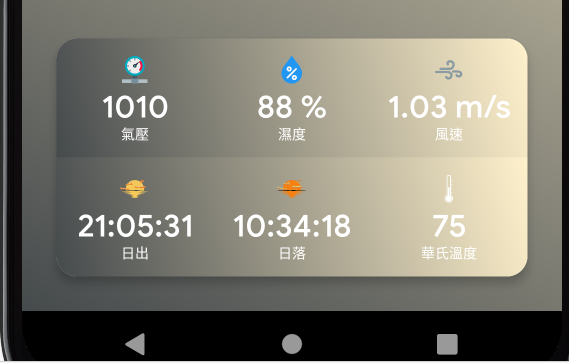 1010
88 %
1.03 m/s
氣壓
濕度
風速
21:05:31
10:34:18
75
日出
日落
華氏溫度